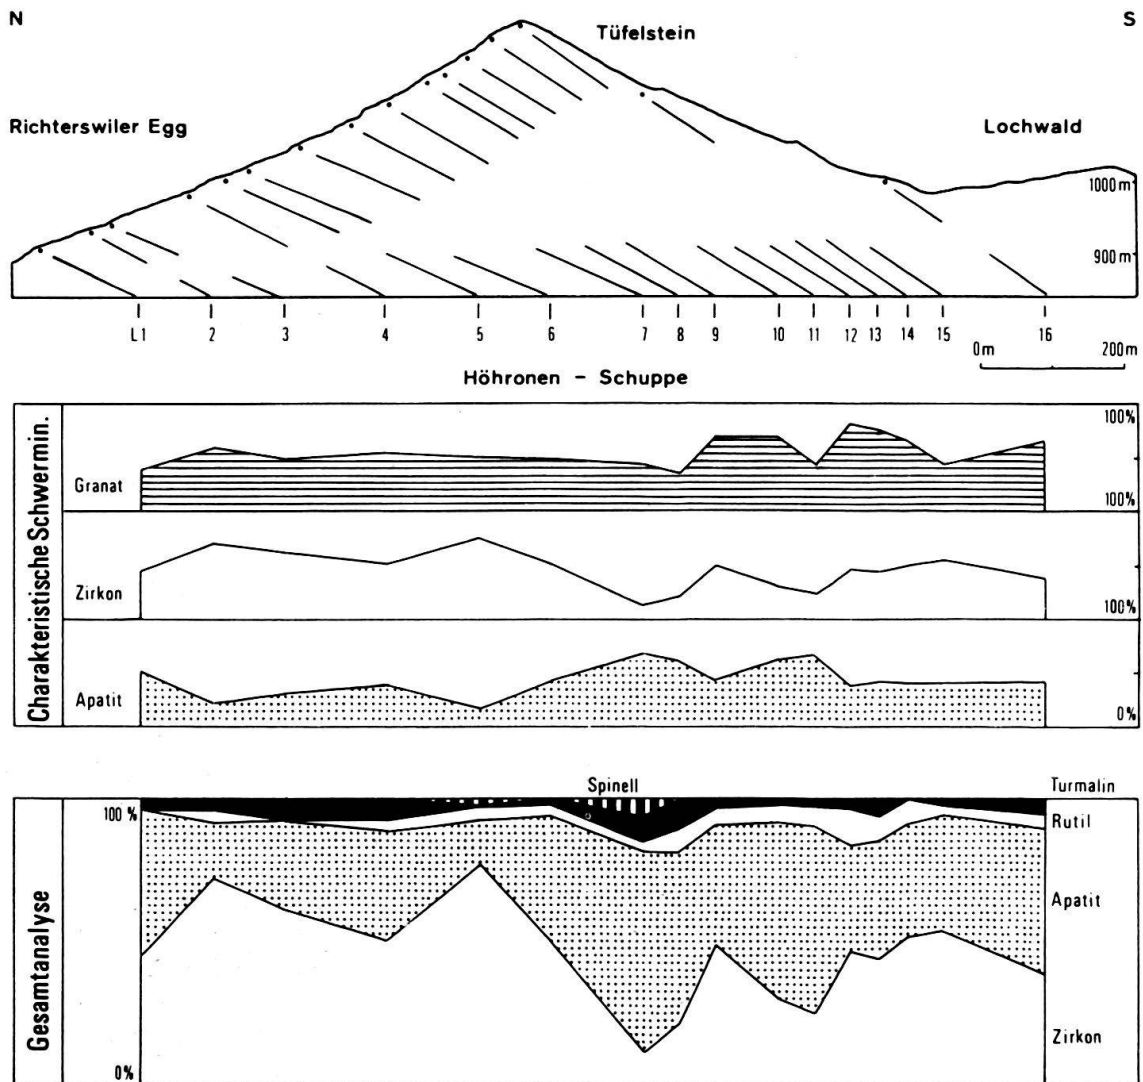 N
S
Tüfelstein
Richterswiler Egg
Lochwald
1000 m
900 m
L1 2 3 4 5 6 7 8 9 10 11 12 13 14 15 16
0m 200m
Höhronen - Schuppe
Charakteristische Schwermin.
100%
Granat
100%
Zirkon
100%
Apatit
0%
Spinell
Turmalin
Gesamtanalyse
100 %
Rutil
Apatit
Zirkon
0%